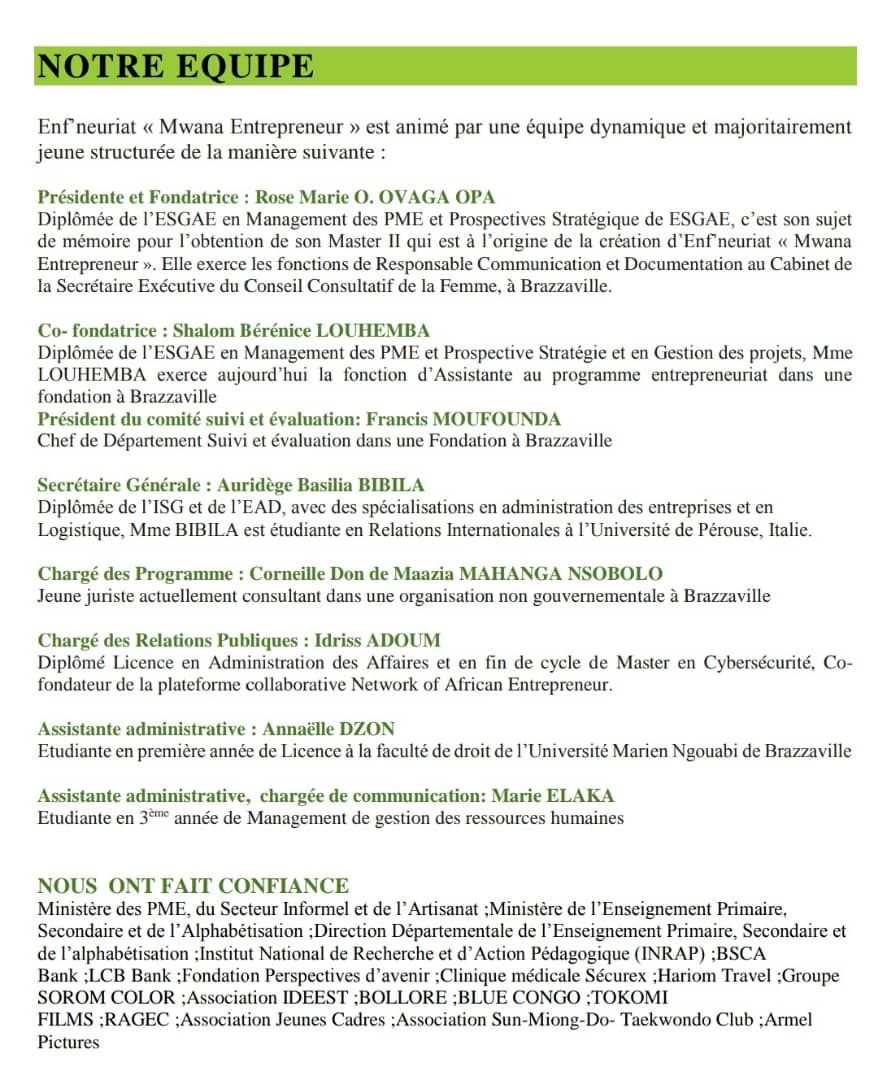 NOTRE EQUIPE
Enf’neuriat « Mwana Entrepreneur » est animé par une équipe dynamique et majoritairement
jeune structurée de la manière suivante :
Présidente et Fondatrice : Rose Marie O. OVAGA OPA
Diplômée de l’ESGAE en Management des PME et Prospectives Stratégique de ESGAE, c’est son sujet
de mémoire pour l’obtention de son Master II qui est à l’origine de la création d’Enf’neuriat « Mwana
Entrepreneur ». Elle exerce les fonctions de Responsable Communication et Documentation au Cabinet de
la Secrétaire Exécutive du Conseil Consultatif de la Femme, à Brazzaville.
Co- fondatrice : Shalom Bérénice LOUHEMBA
Diplômée de l’ESGAE en Management des PME et Prospective Stratégie et en Gestion des projets, Mme
LOUHEMBA exerce aujourd’hui la fonction d’Assistante au programme entrepreneuriat dans une
fondation à Brazzaville
Président du comité suivi et évaluation: Francis MOUFOUNDA
Chef de Département Suivi et évaluation dans une Fondation à Brazzaville
Secrétaire Générale : Auridège Basilia BIBILA
Diplômée de l’ISG et de l’EAD, avec des spécialisations en administration des entreprises et en
Logistique, Mme BIBILA est étudiante en Relations Internationales à l’Université de Pérouse, Italie.
Chargé des Programme : Corneille Don de Maazia MAHANGA NSOBOLO
Jeune juriste actuellement consultant dans une organisation non gouvernementale à Brazzaville
Chargé des Relations Publiques : Idriss ADOUM
Diplômé Licence en Administration des Affaires et en fin de cycle de Master en Cybersécurité, Co-
fondateur de la plateforme collaborative Network of African Entrepreneur.
Assistante administrative : Annaëlle DZON
Etudiante en première année de Licence à la faculté de droit de l’Université Marien Ngouabi de Brazzaville
Assistante administrative, chargée de communication: Marie ELAKA
Etudiante en 3ème année de Management de gestion des ressources humaines
NOUS ONT FAIT CONFIANCE
Ministère des PME, du Secteur Informel et de l’Artisanat ;Ministère de l’Enseignement Primaire,
Secondaire et de l’Alphabétisation ;Direction Départementale de l’Enseignement Primaire, Secondaire et
de l’alphabétisation ;Institut National de Recherche et d’Action Pédagogique (INRAP) ;BSCA
Bank ;LCB Bank ;Fondation Perspectives d’avenir ;Clinique médicale Sécurex ;Hariom Travel ;Groupe
SOROM COLOR ;Association IDEEST ;BOLLORE ;BLUE CONGO ;TOKOMI
FILMS ;RAGEC ;Association Jeunes Cadres ;Association Sun-Miong-Do- Taekwondo Club ;Armel
Pictures